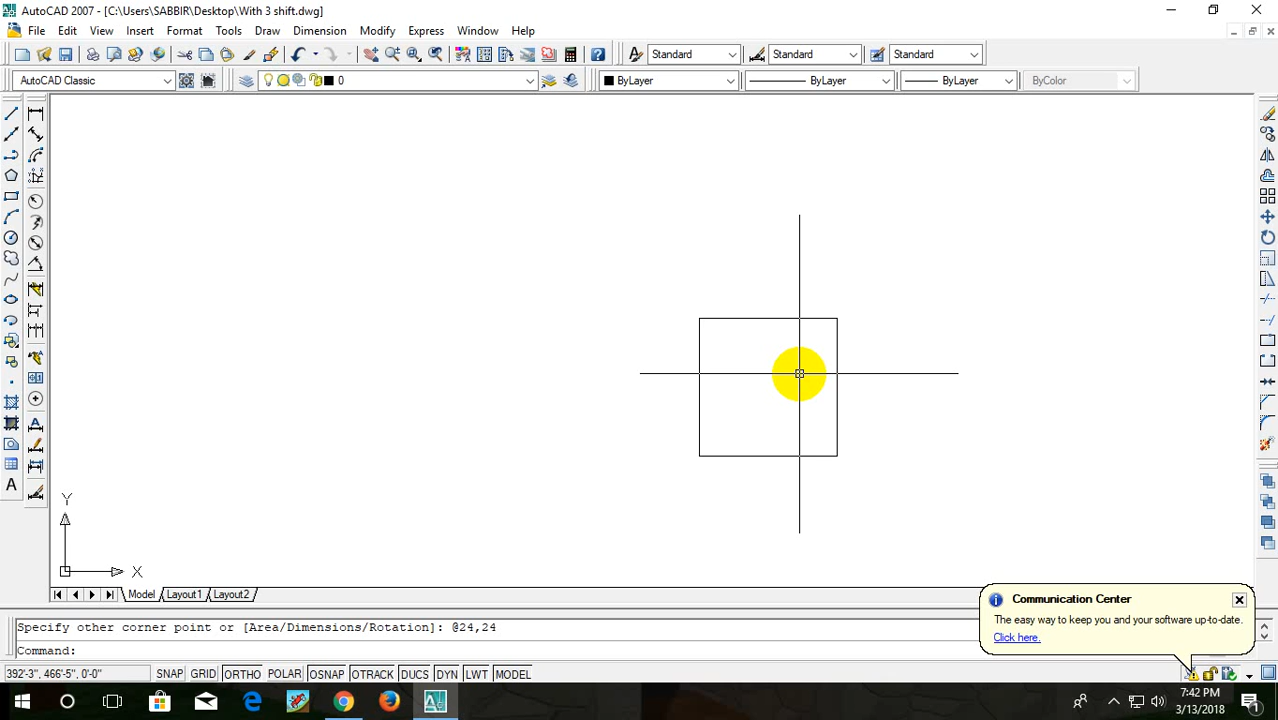 AutoCAD 2007 - [C:\Users\SABBIR\Desktop\With 3 shift.dwg]
File Edit View Insert Format Tools Draw Dimension Modify Express Window Help
Standard Standard Standard
AutoCAD Classic 0 ByLayer ByLayer ByLayer ByColor
Y
X
Model Layout1 Layout2
Communication Center
The easy way to keep you and your software up-to-date.
Click here.
Specify other corner point or [Area/Dimensions/Rotation]: @24,24
Command:
392'-3", 466'-5", 0'-0" SNAP GRID ORTHO POLAR OSNAP OTRACK DUCS DYN LWT MODEL
7:42 PM
3/13/2018